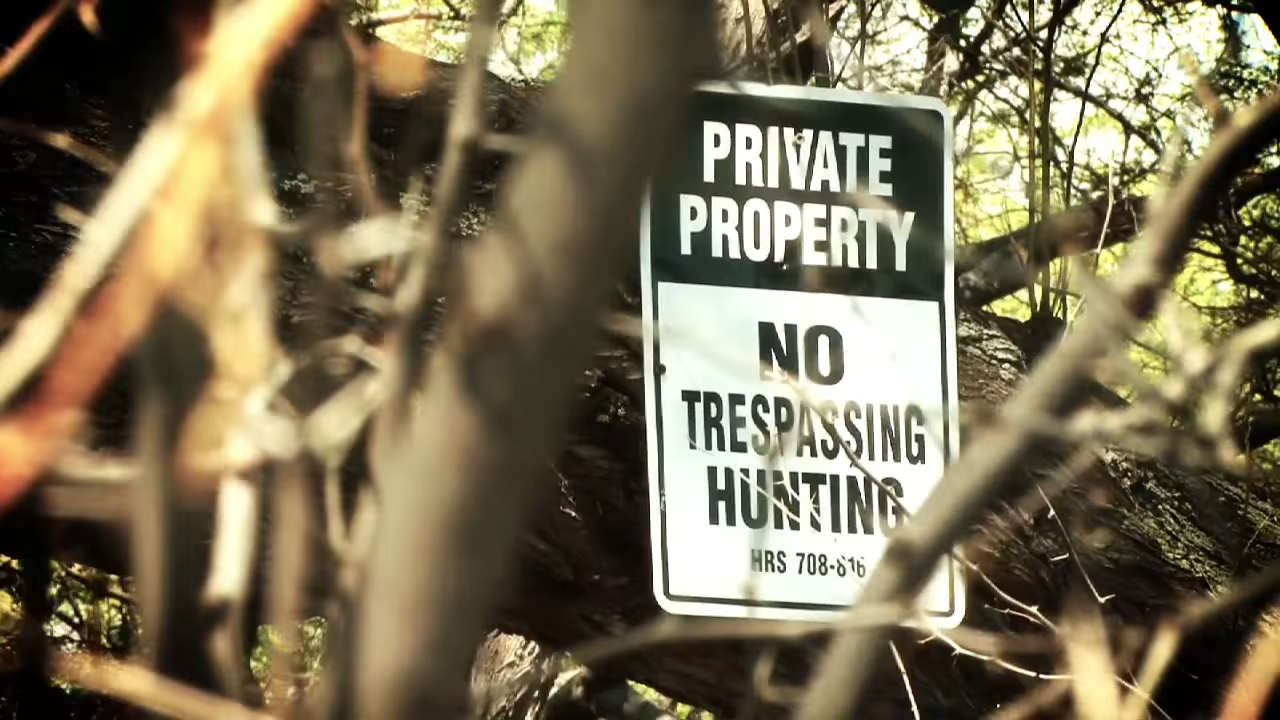 PRIVATE
PROPERTY
NO
TRESPASSING
HUNTING
HRS 708-816